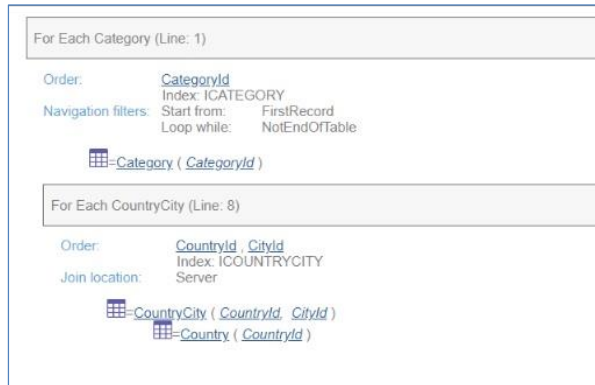 For Each Category (Line: 1)
Order: CategoryId
Index: ICATEGORY
Navigation filters: Start from: FirstRecord
Loop while: NotEndOfTable
=Category ( CategoryId )
For Each CountryCity (Line: 8)
Order: CountryId , CityId
Index: ICOUNTRYCITY
Join location: Server
=CountryCity ( CountryId, CityId )
=Country ( CountryId )